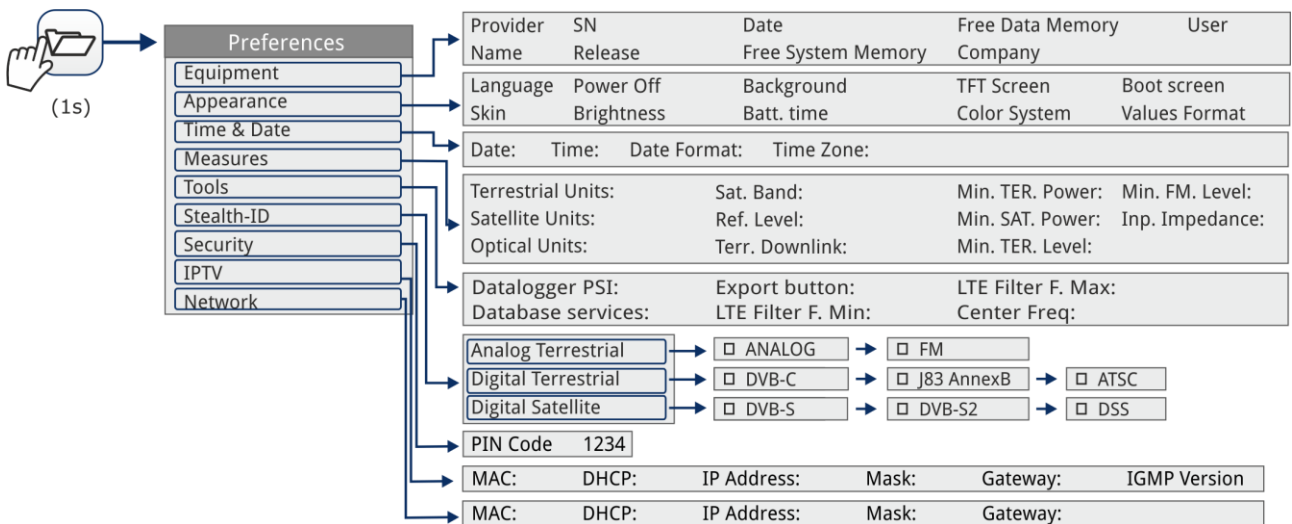 (1s)
Preferences
Equipment
Appearance
Time & Date
Measures
Tools
Stealth-ID
Security
IPTV
Network
Provider SN Date Free Data Memory User
Name Release Free System Memory Company
Language Power Off Background TFT Screen Boot screen
Skin Brightness Batt. time Color System Values Format
Date: Time: Date Format: Time Zone:
Terrestrial Units: Sat. Band: Min. TER. Power: Min. FM. Level:
Satellite Units: Ref. Level: Min. SAT. Power: Inp. Impedance:
Optical Units: Terr. Downlink: Min. TER. Level:
Datalogger PSI: Export button: LTE Filter F. Max:
Database services: LTE Filter F. Min: Center Freq:
Analog Terrestrial ANALOG FM
Digital Terrestrial DVB-C J83 AnnexB ATSC
Digital Satellite DVB-S DVB-S2 DSS
PIN Code 1234
MAC: DHCP: IP Address: Mask: Gateway: IGMP Version
MAC: DHCP: IP Address: Mask: Gateway: